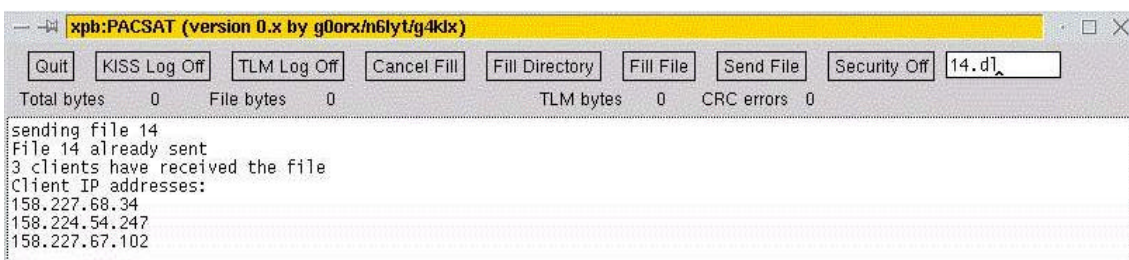 xpb:PACSAT (version 0.x by g0orx/n6lyt/g4klx)
Quit KISS Log Off TLM Log Off Cancel Fill Fill Directory Fill File Send File Security Off 14.dl
Total bytes 0 File bytes 0 TLM bytes 0 CRC errors 0
sending file 14
File 14 already sent
3 clients have received the file
Client IP addresses:
158.227.68.34
158.224.54.247
158.227.67.102